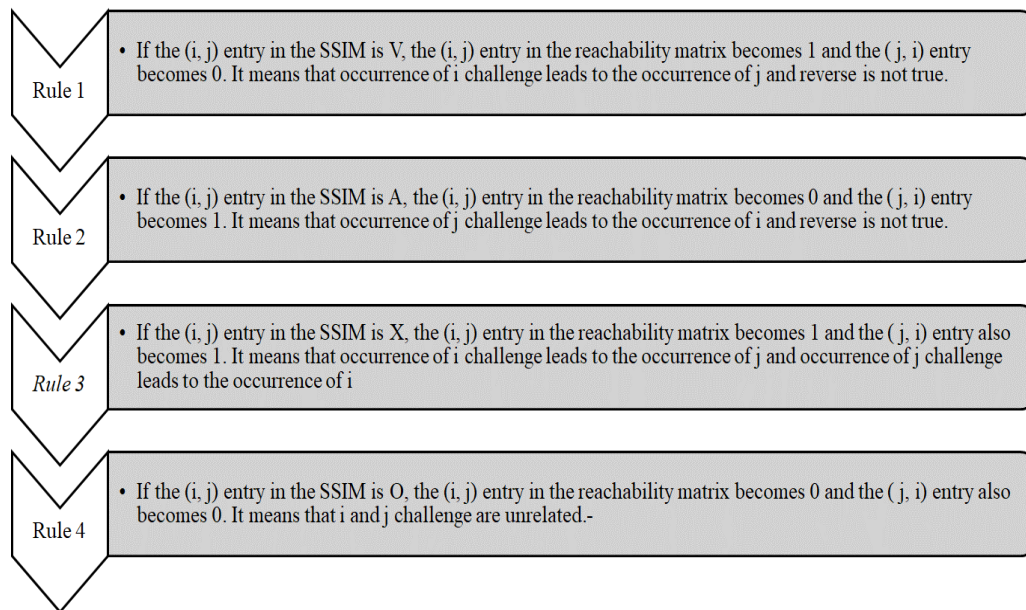 Rule 1
• If the (i, j) entry in the SSIM is V, the (i, j) entry in the reachability matrix becomes 1 and the ( j, i) entry
becomes 0. It means that occurrence of i challenge leads to the occurrence of j and reverse is not true.
Rule 2
• If the (i, j) entry in the SSIM is A, the (i, j) entry in the reachability matrix becomes 0 and the ( j, i) entry
becomes 1. It means that occurrence of j challenge leads to the occurrence of i and reverse is not true.
Rule 3
• If the (i, j) entry in the SSIM is X, the (i, j) entry in the reachability matrix becomes 1 and the ( j, i) entry also
becomes 1. It means that occurrence of i challenge leads to the occurrence of j and occurrence of j challenge
leads to the occurrence of i
Rule 4
• If the (i, j) entry in the SSIM is O, the (i, j) entry in the reachability matrix becomes 0 and the ( j, i) entry also
becomes 0. It means that i and j challenge are unrelated.-